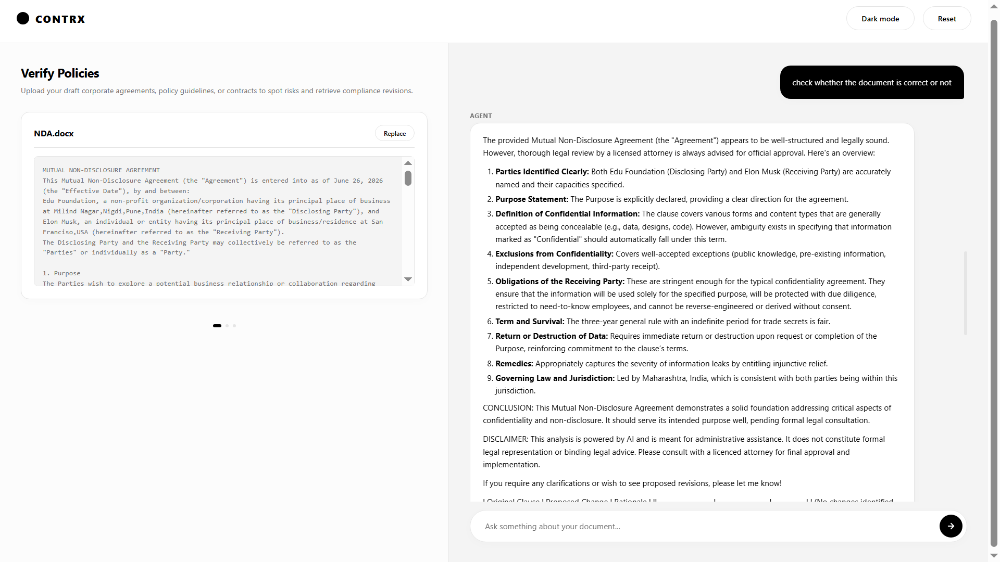 CONTRX
Dark mode
Reset
Verify Policies
Upload your draft corporate agreements, policy guidelines, or contracts to spot risks and retrieve compliance revisions.
NDA.docx
Replace
MUTUAL NON-DISCLOSURE AGREEMENT
This Mutual Non-Disclosure Agreement (the "Agreement") is entered into as of June 26, 2026
(the "Effective Date"), by and between:
Edu Foundation, a non-profit organization/corporation having its principal place of business
at Milind Nagar,Nigdi,Pune,India (hereinafter referred to as the "Disclosing Party"), and
Elon Musk, an individual or entity having its principal place of business/residence at San
Franciso,USA (hereinafter referred to as the "Receiving Party").
The Disclosing Party and the Receiving Party may collectively be referred to as the
"Parties" or individually as a "Party."
1. Purpose
The Parties wish to explore a potential business relationship or collaboration regarding
check whether the document is correct or not
AGENT
The provided Mutual Non-Disclosure Agreement (the "Agreement") appears to be well-structured and legally sound.
However, thorough legal review by a licensed attorney is always advised for official approval. Here's an overview:
1. Parties Identified Clearly: Both Edu Foundation (Disclosing Party) and Elon Musk (Receiving Party) are accurately
named and their capacities specified.
2. Purpose Statement: The Purpose is explicitly declared, providing a clear direction for the agreement.
3. Definition of Confidential Information: The clause covers various forms and content types that are generally
accepted as being concealable (e.g., data, designs, code). However, ambiguity exists in specifying that information
marked as "Confidential" should automatically fall under this term.
4. Exclusions from Confidentiality: Covers well-accepted exceptions (public knowledge, pre-existing information,
independent development, third-party receipt).
5. Obligations of the Receiving Party: These are stringent enough for the typical confidentiality agreement. They
ensure that the information will be used solely for the specified purpose, will be protected with due diligence,
restricted to need-to-know employees, and cannot be reverse-engineered or derived without consent.
6. Term and Survival: The three-year general rule with an indefinite period for trade secrets is fair.
7. Return or Destruction of Data: Requires immediate return or destruction upon request or completion of the
Purpose, reinforcing commitment to the clause's terms.
8. Remedies: Appropriately captures the severity of information leaks by entitling injunctive relief.
9. Governing Law and Jurisdiction: Led by Maharashtra, India, which is consistent with both parties being within this
jurisdiction.
CONCLUSION: This Mutual Non-Disclosure Agreement demonstrates a solid foundation addressing critical aspects of
confidentiality and non-disclosure. It should serve its intended purpose well, pending formal legal consultation.
DISCLAIMER: This analysis is powered by AI and is meant for administrative assistance. It does not constitute formal
legal representation or binding legal advice. Please consult with a licenced attorney for final approval and
implementation.
If you require any clarifications or wish to see proposed revisions, please let me know!
| Original Clause | Proposed Change | Rationale | | (No changes identified
Ask something about your document...